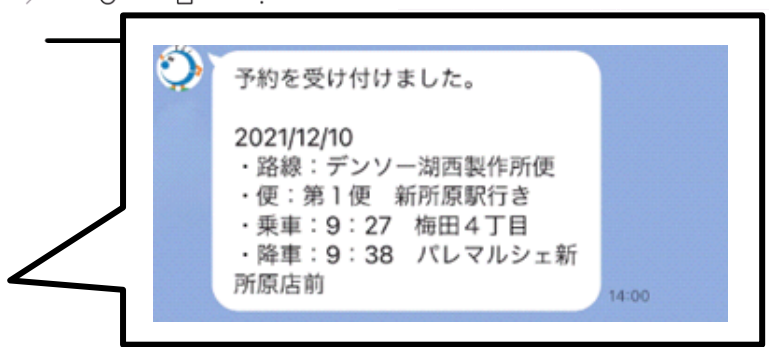 予約を受け付けました。
2021/12/10
・路線：デンソー湖西製作所便
・便：第１便　新所原駅行き
・乗車：9：27　梅田４丁目
・降車：9：38　パレマルシェ新
所原店前
14:00